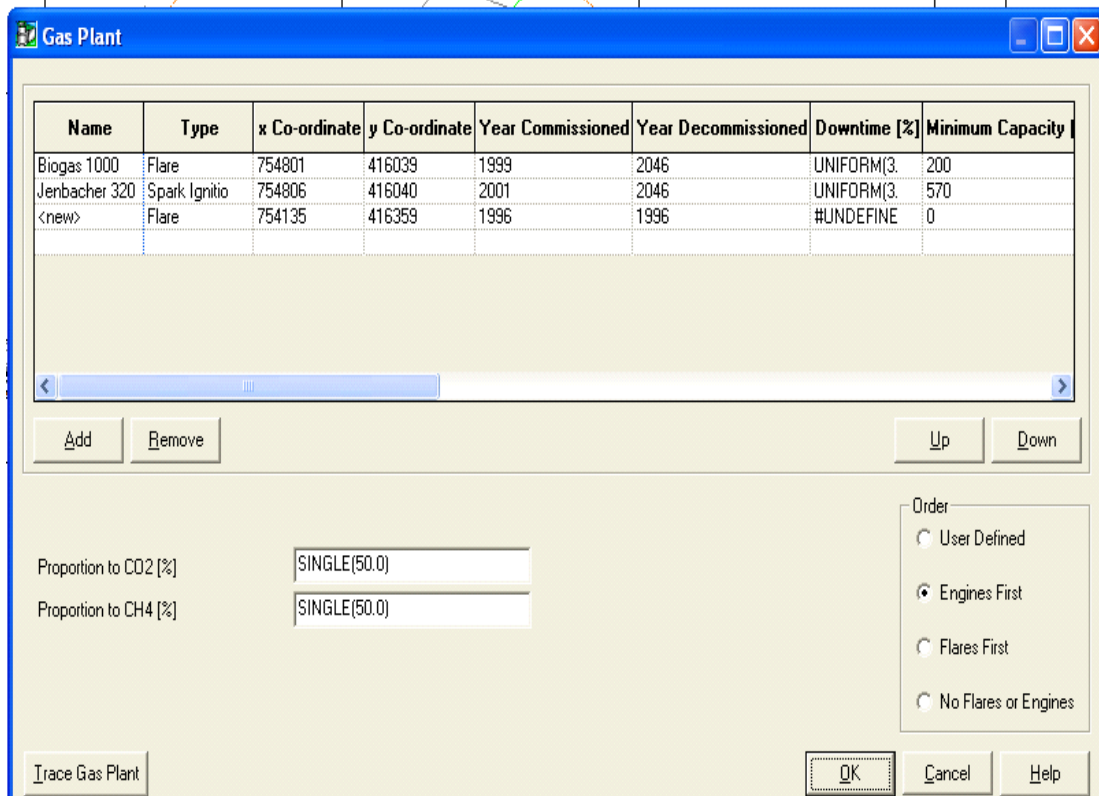 Gas Plant
Name Type x Co-ordinate y Co-ordinate Year Commissioned Year Decommissioned Downtime [%] Minimum Capacity [
Biogas 1000 Flare 754801 416039 1999 2046 UNIFORM(3. 200
Jenbacher 320 Spark Ignitio 754806 416040 2001 2046 UNIFORM(3. 570
<new> Flare 754135 416359 1996 1996 #UNDEFINE 0
Add Remove Up Down
Order
User Defined
Proportion to CO2 [%] SINGLE(50.0)
Engines First
Proportion to CH4 [%] SINGLE(50.0)
Flares First
No Flares or Engines
Trace Gas Plant OK Cancel Help